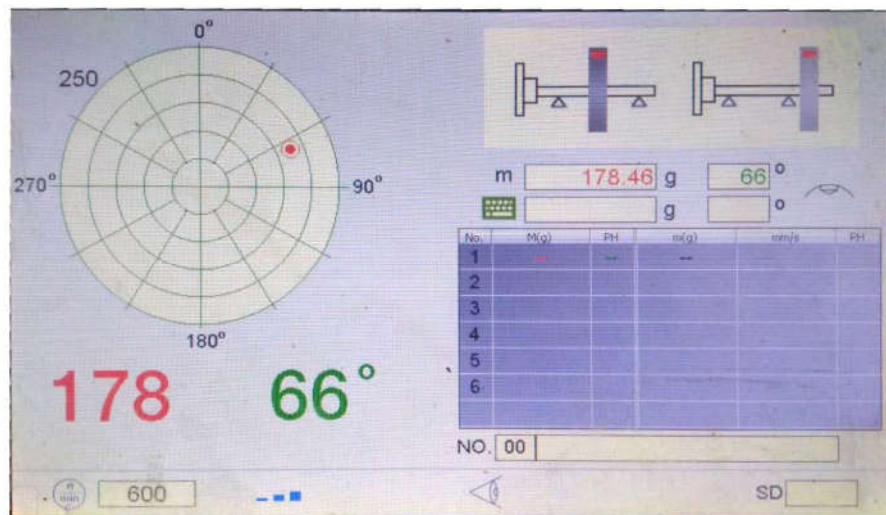 0°
250
270°
90°
180°
178 66°
m 178.46 g 66 °
g °
No. M(g) PH m(g) mm/s PH
1 -- -- --
2
3
4
5
6
NO. 00
n
min
600
SD